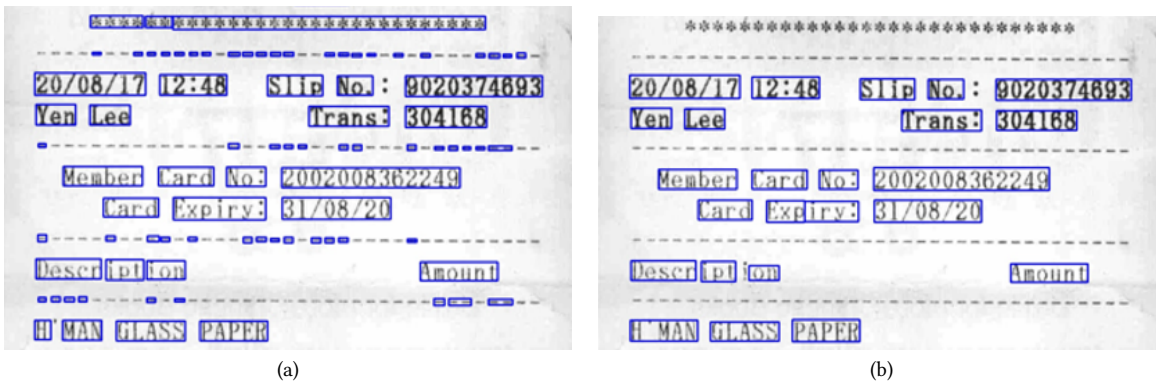 *****************************
20/08/17 12:48 Slip No.: 9020374693
Yen Lee Trans: 304168
Member Card No: 2002008362249
Card Expiry: 31/08/20
Description Amount
H'MAN GLASS PAPER
(a)
*****************************
20/08/17 12:48 Slip No.: 9020374693
Yen Lee Trans: 304168
Member Card No: 2002008362249
Card Expiry: 31/08/20
Description Amount
H'MAN GLASS PAPER
(b)